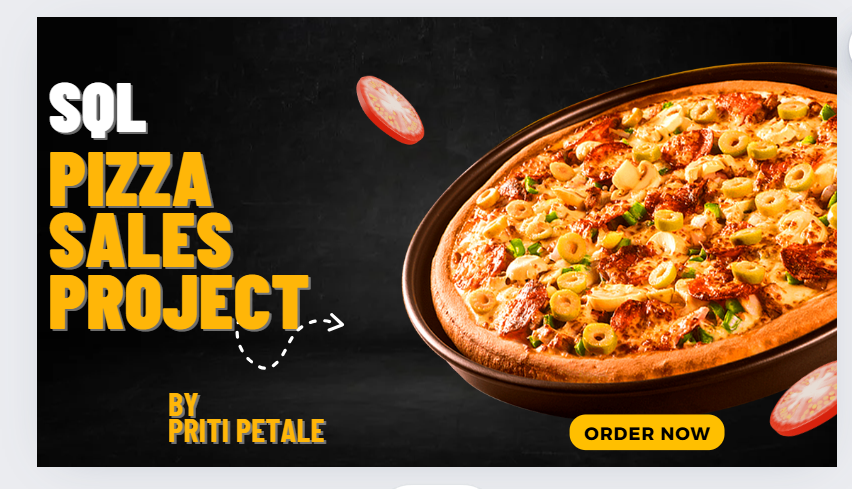 SQL
PIZZA
SALES
PROJECT
BY
PRITI PETALE
ORDER NOW